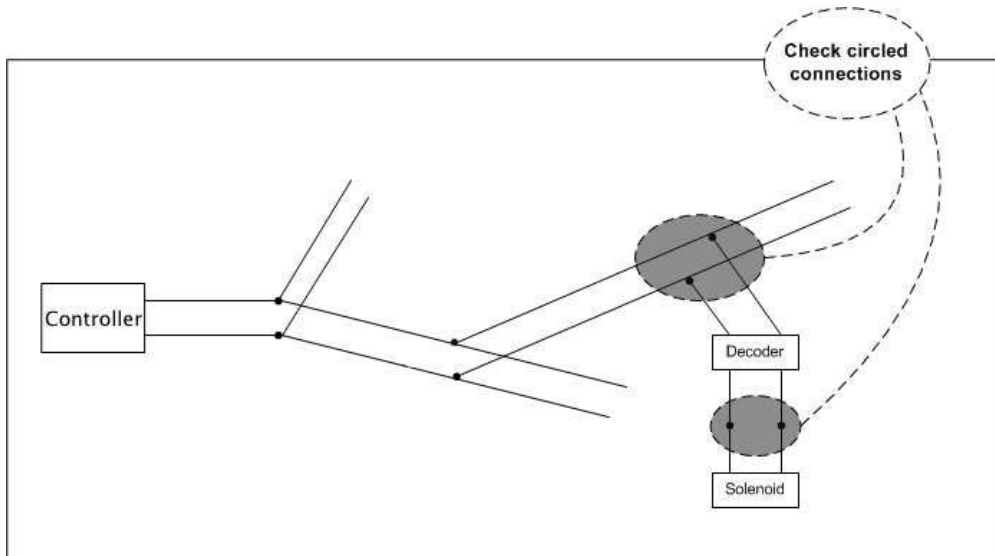 Check circled
connections
Controller
Decoder
Solenoid